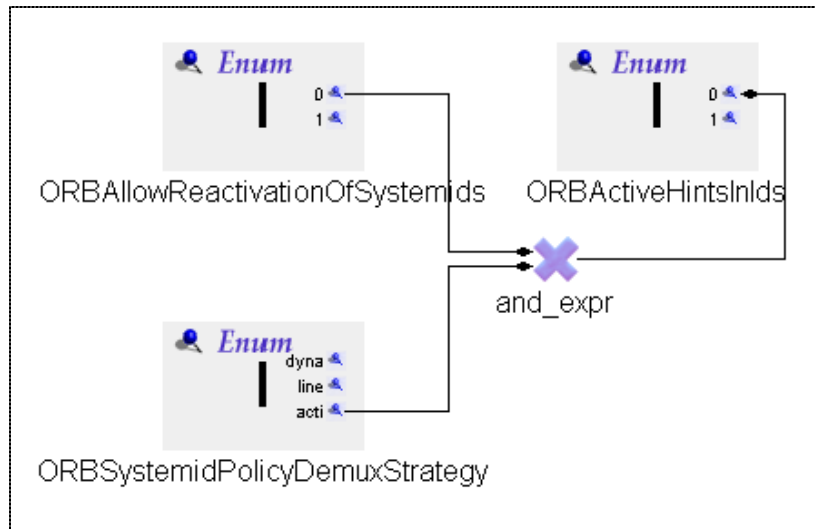 Enum
0
1
ORBAllowReactivationOfSystemids
Enum
0
1
ORBActiveHintsInIds
and_expr
Enum
dyna
line
acti
ORBSystemidPolicyDemuxStrategy